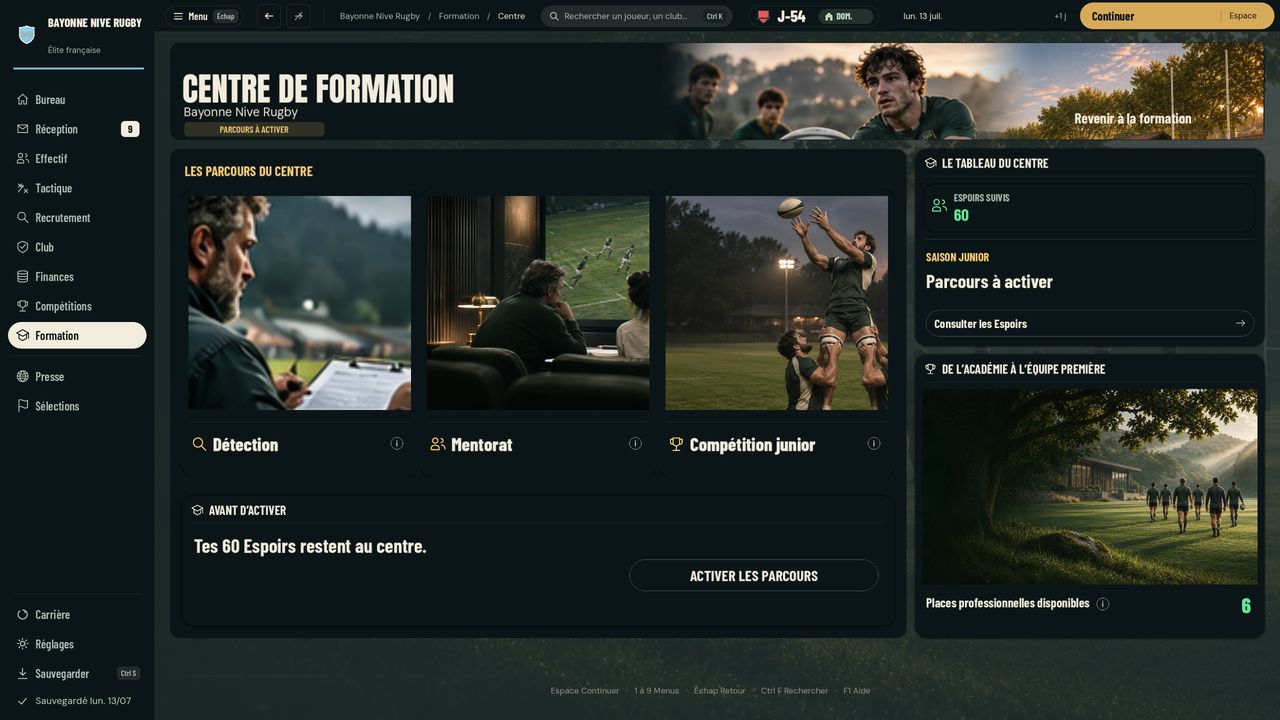 BAYONNE NIVE RUGBY
Élite française
Bureau
Réception 9
Effectif
Tactique
Recrutement
Club
Finances
Compétitions
Formation
Presse
Sélections
Carrière
Réglages
Sauvegarder Ctrl S
Sauvegardé lun. 13/07
Menu Échap
Bayonne Nive Rugby / Formation / Centre
Rechercher un joueur, un club... Ctrl K
J-54
DOM.
lun. 13 juil.
+1 j
Continuer Espace
CENTRE DE FORMATION
Bayonne Nive Rugby
PARCOURS À ACTIVER
Revenir à la formation
LES PARCOURS DU CENTRE
Détection
Mentorat
Compétition junior
AVANT D'ACTIVER
Tes 60 Espoirs restent au centre.
ACTIVER LES PARCOURS
LE TABLEAU DU CENTRE
ESPOIRS SUIVIS
60
SAISON JUNIOR
Parcours à activer
Consulter les Espoirs
DE L'ACADÉMIE À L'ÉQUIPE PREMIÈRE
Places professionnelles disponibles 6
Espace Continuer · 1 à 9 Menus · Échap Retour · Ctrl F Rechercher · F1 Aide